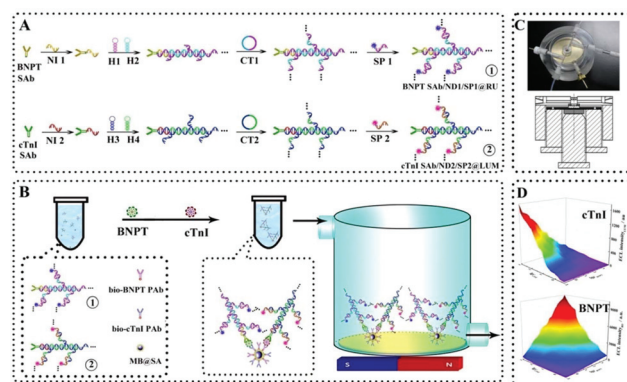 A
BNPT
SAb
NI 1
H1 H2
CT1
SP 1
①
BNPT SAb/ND1/SP1@RU
cTnI
SAb
NI 2
H3 H4
CT2
SP 2
②
cTnI SAb/ND2/SP2@LUM
C
B
BNPT cTnI
①
bio-BNPT PAb
bio-cTnI PAb
②
MB@SA
S N
D
cTnI
BNPT